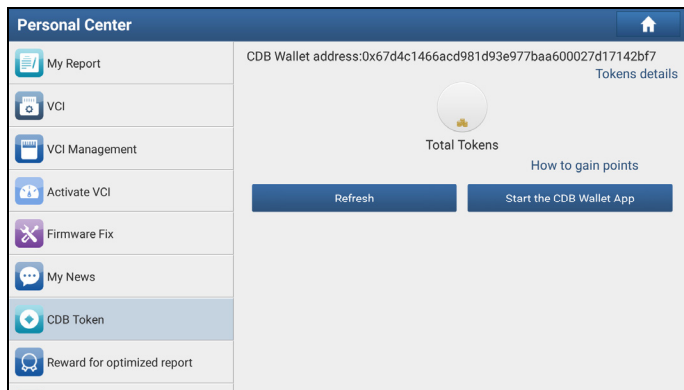 Personal Center
My Report
VCI
VCI Management
Activate VCI
Firmware Fix
My News
CDB Token
Reward for optimized report
CDB Wallet address:0x67d4c1466acd981d93e977baa600027d17142bf7
Tokens details
Total Tokens
How to gain points
Refresh
Start the CDB Wallet App